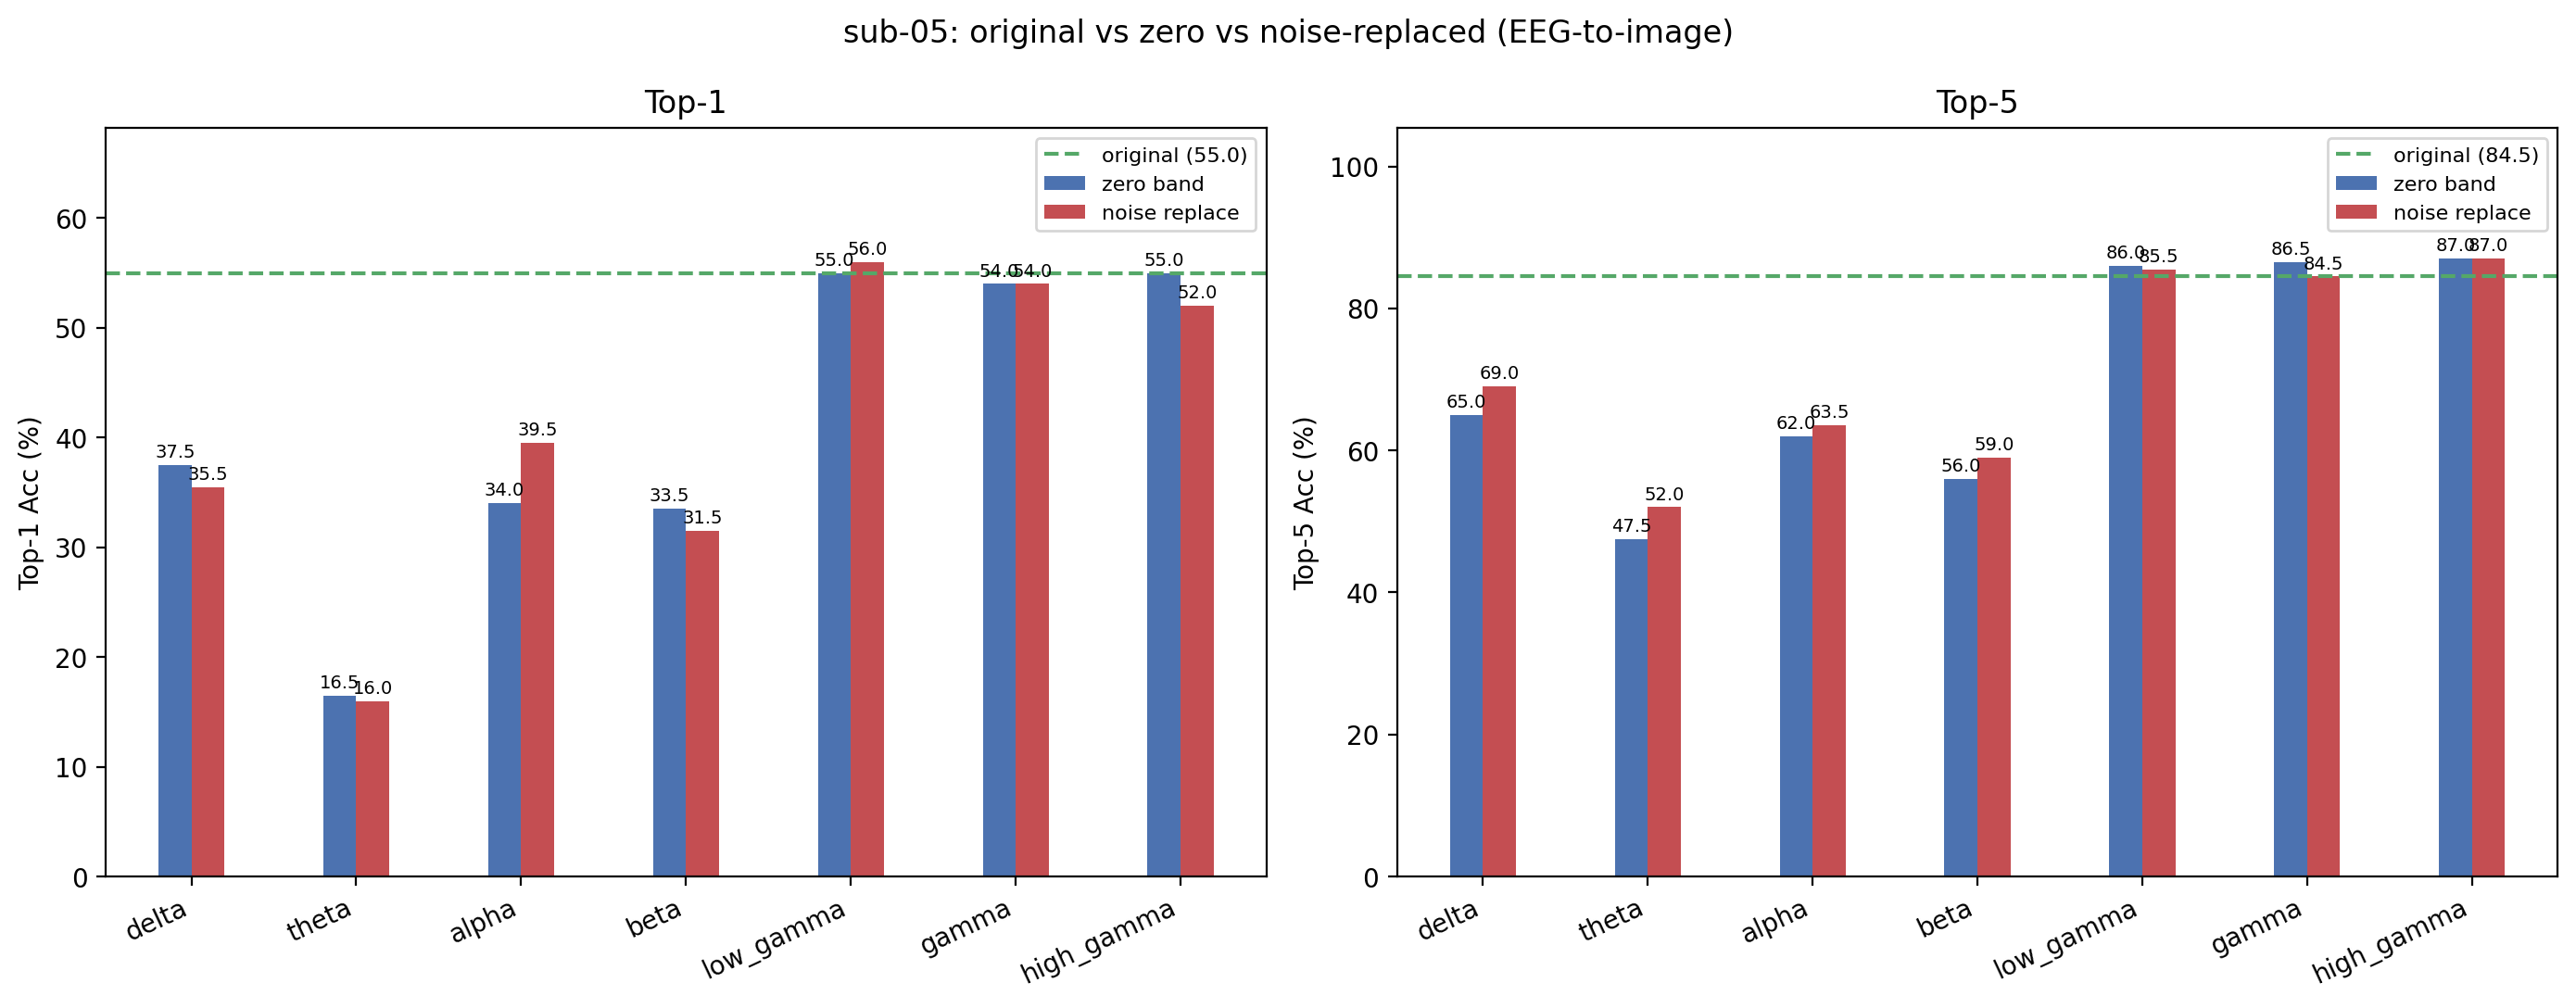 sub-05: original vs zero vs noise-replaced (EEG-to-image)
Top-1
Top-1 Acc (%)
60
50
40
30
20
10
0
original (55.0)
zero band
noise replace
37.5
35.5
16.5
16.0
34.0
39.5
33.5
31.5
55.0
56.0
54.0
54.0
55.0
52.0
delta
theta
alpha
beta
low_gamma
gamma
high_gamma
Top-5
Top-5 Acc (%)
100
80
60
40
20
0
original (84.5)
zero band
noise replace
65.0
69.0
47.5
52.0
62.0
63.5
56.0
59.0
86.0
85.5
86.5
84.5
87.0
87.0
delta
theta
alpha
beta
low_gamma
gamma
high_gamma